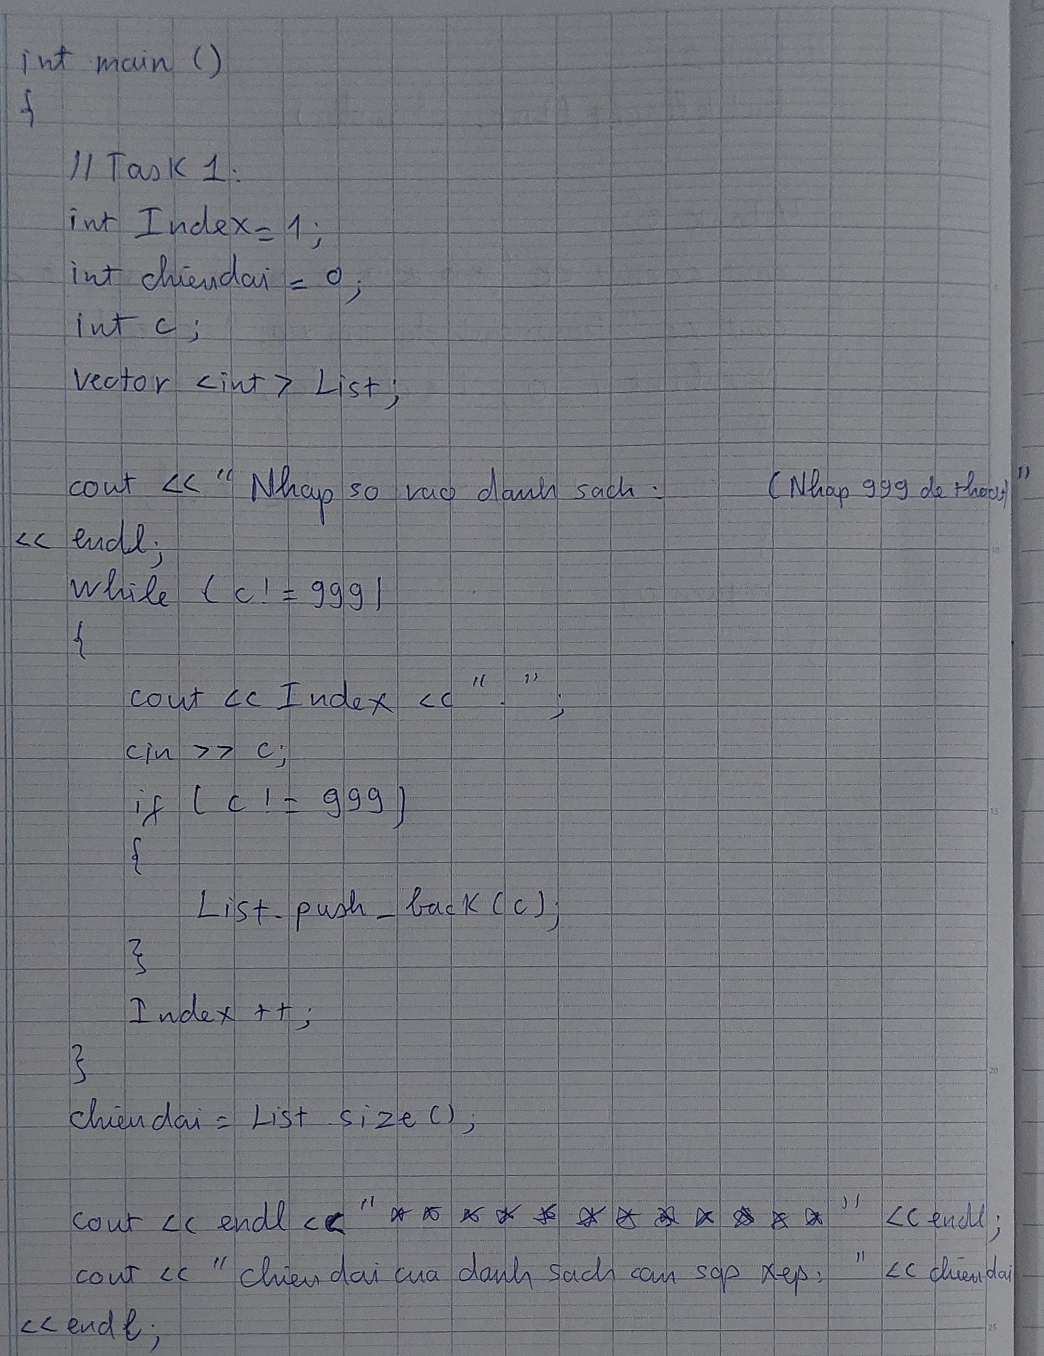 int main ()
{
// Task 1:
int Index = 1;
int chieudai = 0;
int c;
vector <int> List;
cout << " Nhap so vao danh sach : (Nhap 999 de thoat) "
<< endl;
while (c != 999)
{
cout << Index << " . ";
cin >> c;
if (c != 999)
{
List.push_back(c);
}
Index ++;
}
chieudai = List.size();
cout << endl << " * * * * * * * * * * * * " << endl;
cout << " chieu dai cua danh sach can sap xep: " << chieudai
<< endl;